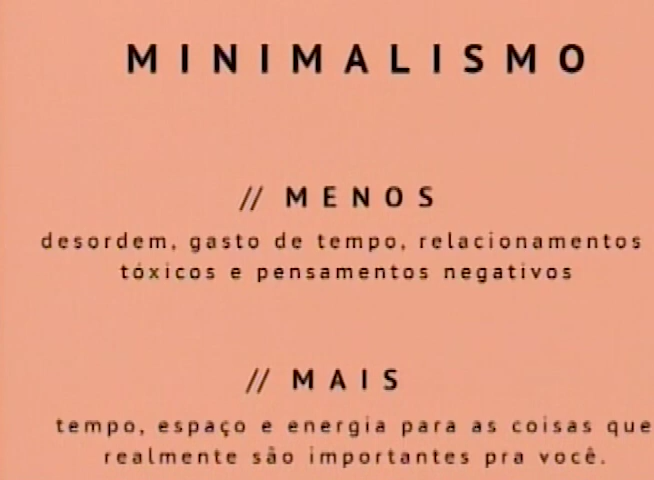 MINIMALISMO
// MENOS
desordem, gasto de tempo, relacionamentos
tóxicos e pensamentos negativos
// MAIS
tempo, espaço e energia para as coisas que
realmente são importantes pra você.